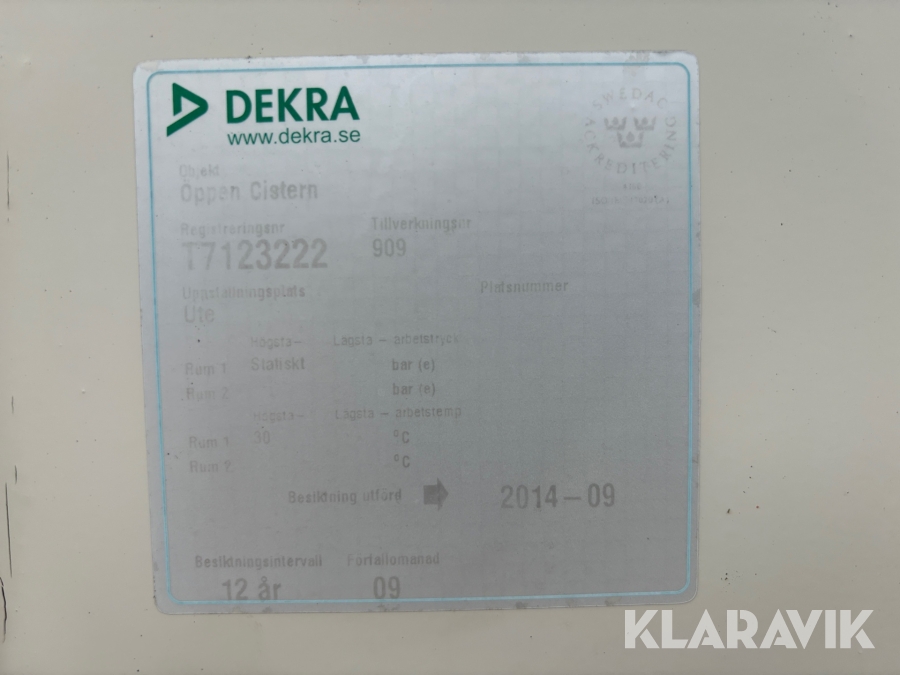 DEKRA
www.dekra.se
SWEDAC
ACKREDITERING
Objekt
Öppen Cistern
Registreringsnr Tillverkningsnr
T7123222 909
Uppställningsplats Platsnummer
Ute
Högsta- Lägsta - arbetstryck
Rum 1 Statiskt bar (e)
Rum 2 bar (e)
Högsta- Lägsta - arbetstemp
Rum 1 30 °C
Rum 2 °C
Besiktning utförd 2014-09
Besiktningsintervall Förfallomånad
12 år 09
KLARAVIK